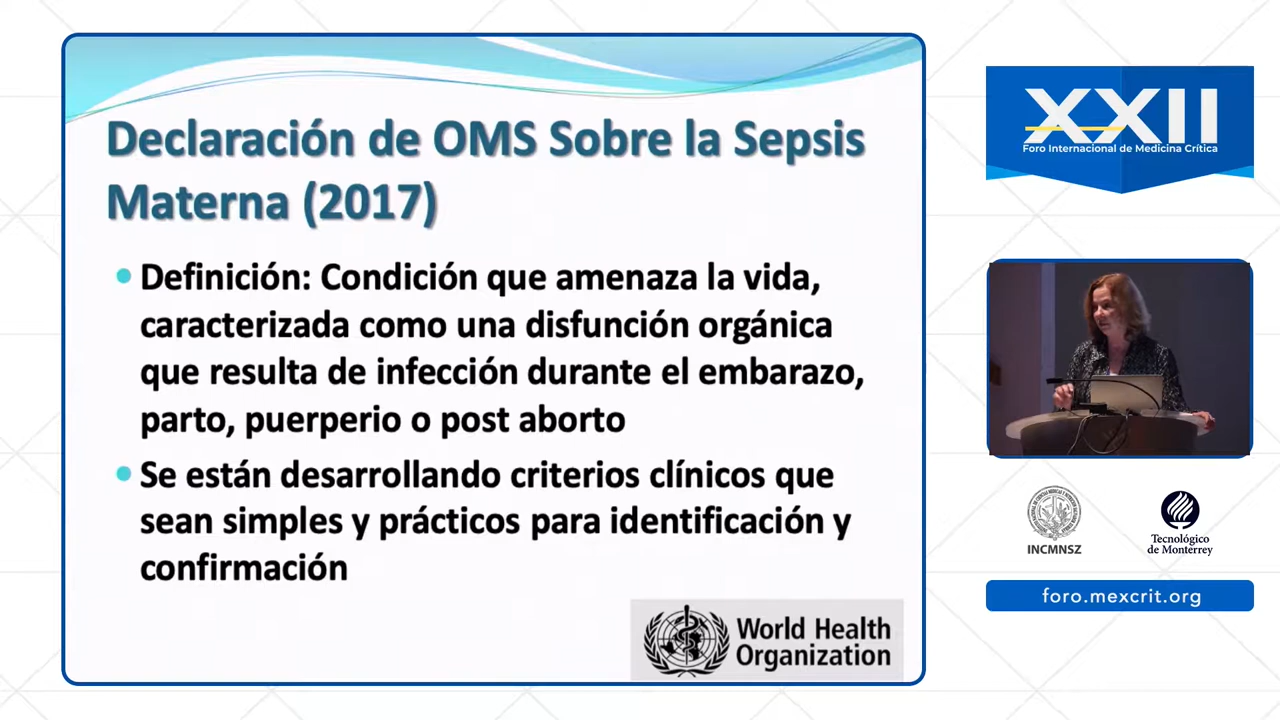 Declaración de OMS Sobre la Sepsis
Materna (2017)
• Definición: Condición que amenaza la vida,
caracterizada como una disfunción orgánica
que resulta de infección durante el embarazo,
parto, puerperio o post aborto
• Se están desarrollando criterios clínicos que
sean simples y prácticos para identificación y
confirmación
World Health
Organization
XXII
Foro Internacional de Medicina Crítica
INCMNSZ
Tecnológico
de Monterrey
foro.mexcrit.org